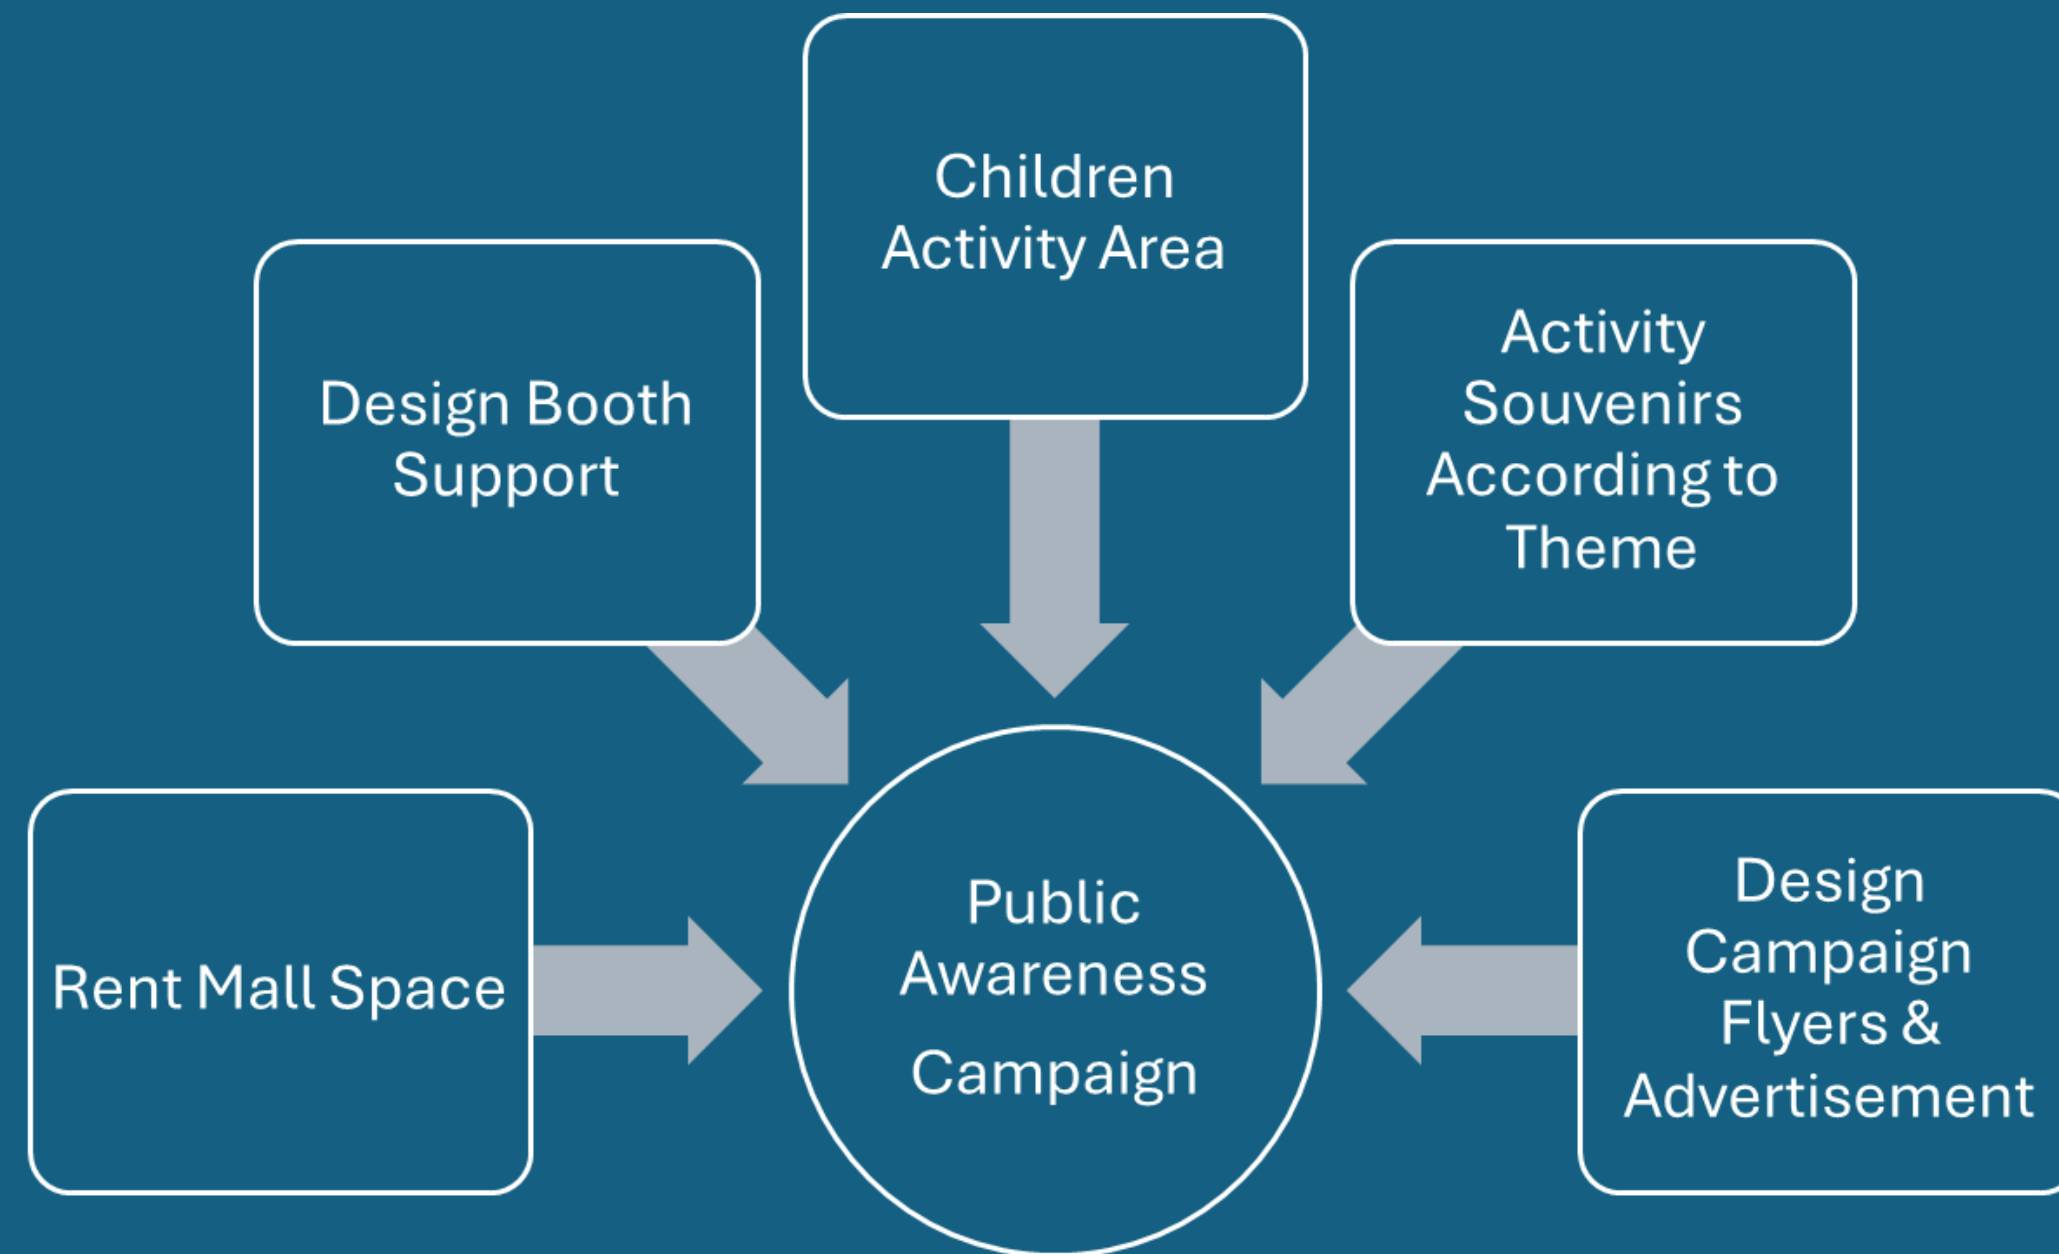 Children
Activity Area
Design Booth
Support
Activity
Souvenirs
According to
Theme
Rent Mall Space
Public
Awareness
Campaign
Design
Campaign
Flyers &
Advertisement